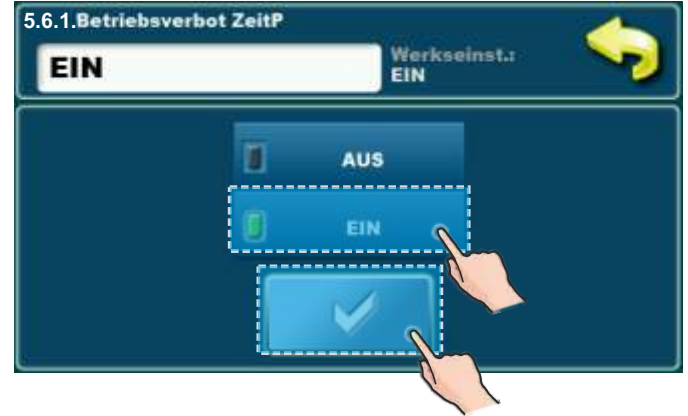 5.6.1.Betriebsverbot ZeitP
EIN
Werkseinst.:
EIN
AUS
EIN